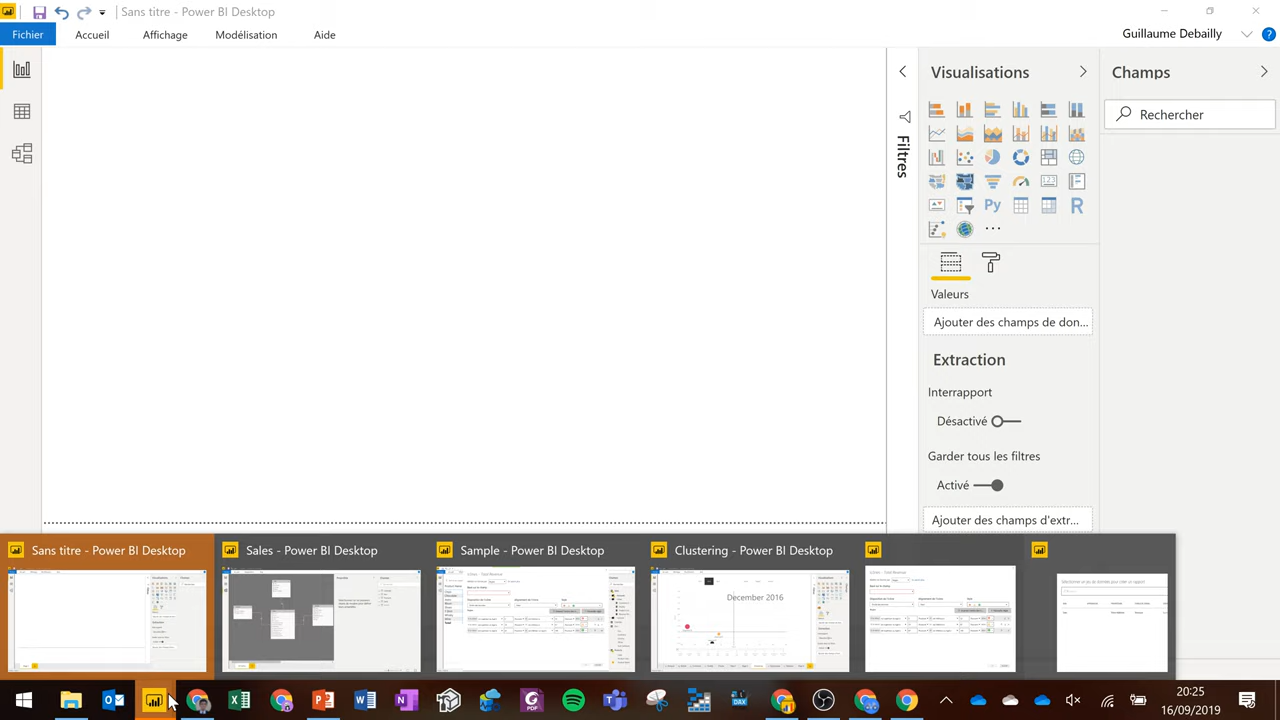 Sans titre - Power BI Desktop
Fichier
Accueil
Affichage
Modélisation
Aide
Guillaume Debailly
Visualisations
Champs
Rechercher
Filtres
Py
R
Valeurs
Ajouter des champs de don...
Extraction
Interrapport
Désactivé
Garder tous les filtres
Activé
Ajouter des champs d'extr...
Sans titre - Power BI Desktop
Sales - Power BI Desktop
Sample - Power BI Desktop
Clustering - Power BI Desktop
December 2016
20:25
16/09/2019